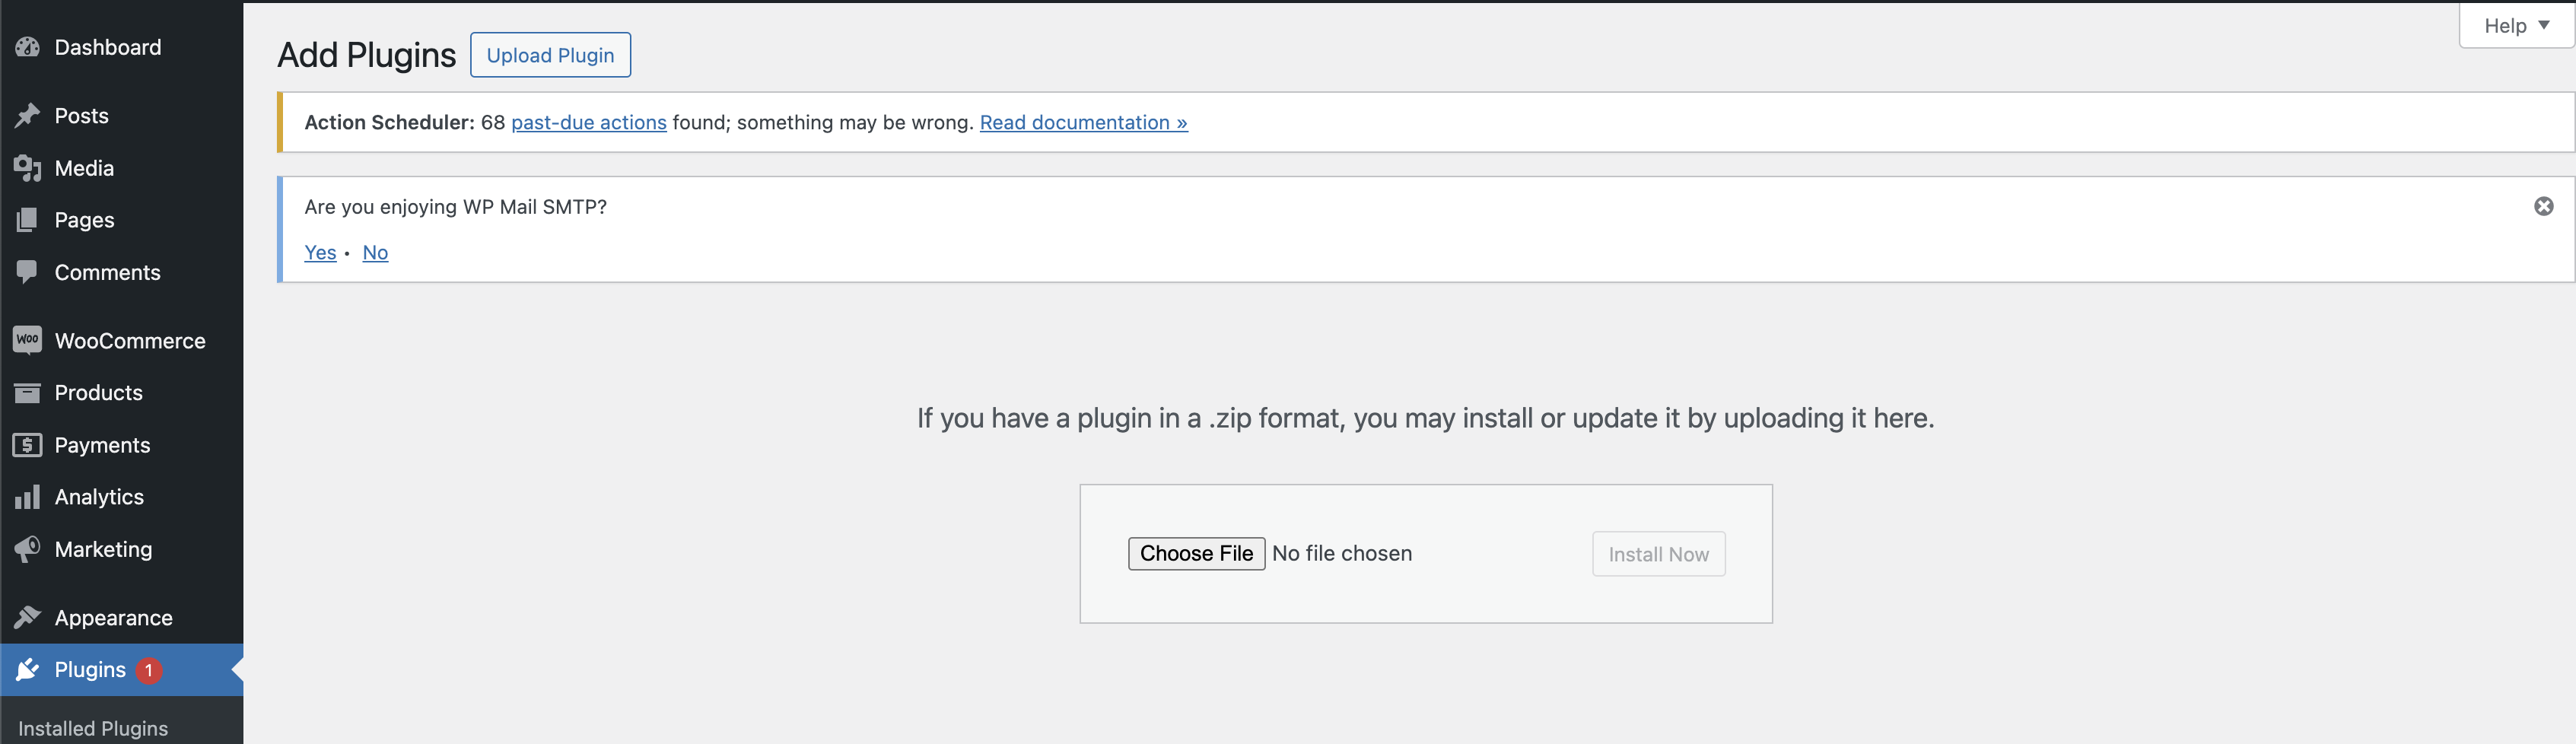 Dashboard
Posts
Media
Pages
Comments
Woo WooCommerce
Products
Payments
Analytics
Marketing
Appearance
Plugins 1
Installed Plugins
Help ▼
Add Plugins Upload Plugin
Action Scheduler: 68 past-due actions found; something may be wrong. Read documentation »
Are you enjoying WP Mail SMTP?
Yes · No
If you have a plugin in a .zip format, you may install or update it by uploading it here.
Choose File No file chosen Install Now